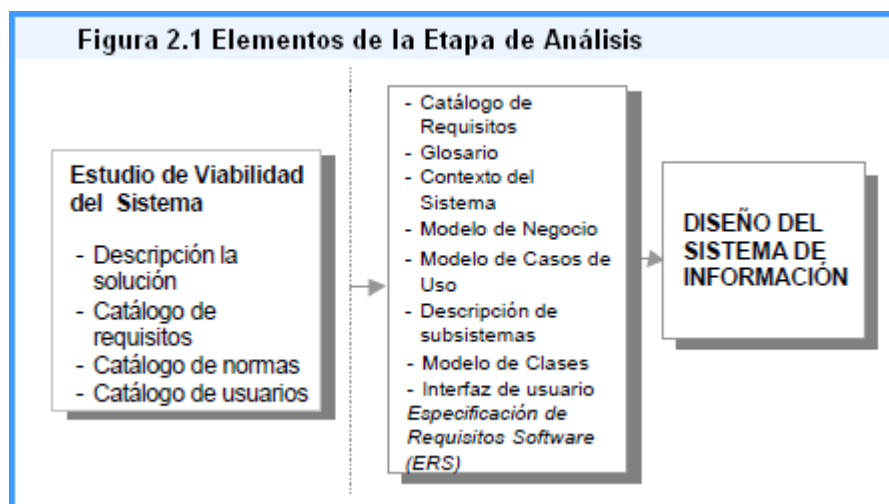 Figura 2.1 Elementos de la Etapa de Análisis
Estudio de Viabilidad
del Sistema
- Descripción la
solución
- Catálogo de
requisitos
- Catálogo de normas
- Catálogo de usuarios
- Catálogo de
Requisitos
- Glosario
- Contexto del
Sistema
- Modelo de Negocio
- Modelo de Casos de
Uso
- Descripción de
subsistemas
- Modelo de Clases
- Interfaz de usuario
Especificación de
Requisitos Software
(ERS)
DISEÑO DEL
SISTEMA DE
INFORMACIÓN